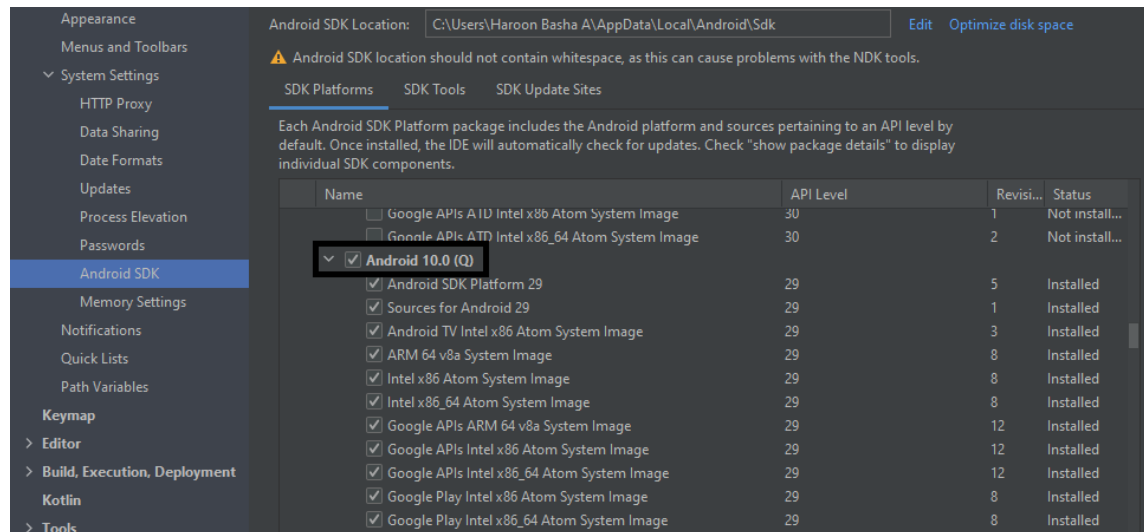 Appearance
Menus and Toolbars
System Settings
HTTP Proxy
Data Sharing
Date Formats
Updates
Process Elevation
Passwords
Android SDK
Memory Settings
Notifications
Quick Lists
Path Variables
Keymap
Editor
Build, Execution, Deployment
Kotlin
Tools
Android SDK Location: C:\Users\Haroon Basha A\AppData\Local\Android\Sdk Edit Optimize disk space
Android SDK location should not contain whitespace, as this can cause problems with the NDK tools.
SDK Platforms SDK Tools SDK Update Sites
Each Android SDK Platform package includes the Android platform and sources pertaining to an API level by
default. Once installed, the IDE will automatically check for updates. Check "show package details" to display
individual SDK components.
Name API Level Revisi... Status
Google APIs ATD Intel x86 Atom System Image 30 1 Not install...
Google APIs ATD Intel x86_64 Atom System Image 30 2 Not install...
Android 10.0 (Q)
Android SDK Platform 29 29 5 Installed
Sources for Android 29 29 1 Installed
Android TV Intel x86 Atom System Image 29 3 Installed
ARM 64 v8a System Image 29 8 Installed
Intel x86 Atom System Image 29 8 Installed
Intel x86_64 Atom System Image 29 8 Installed
Google APIs ARM 64 v8a System Image 29 12 Installed
Google APIs Intel x86 Atom System Image 29 12 Installed
Google APIs Intel x86_64 Atom System Image 29 12 Installed
Google Play Intel x86 Atom System Image 29 8 Installed
Google Play Intel x86_64 Atom System Image 29 8 Installed